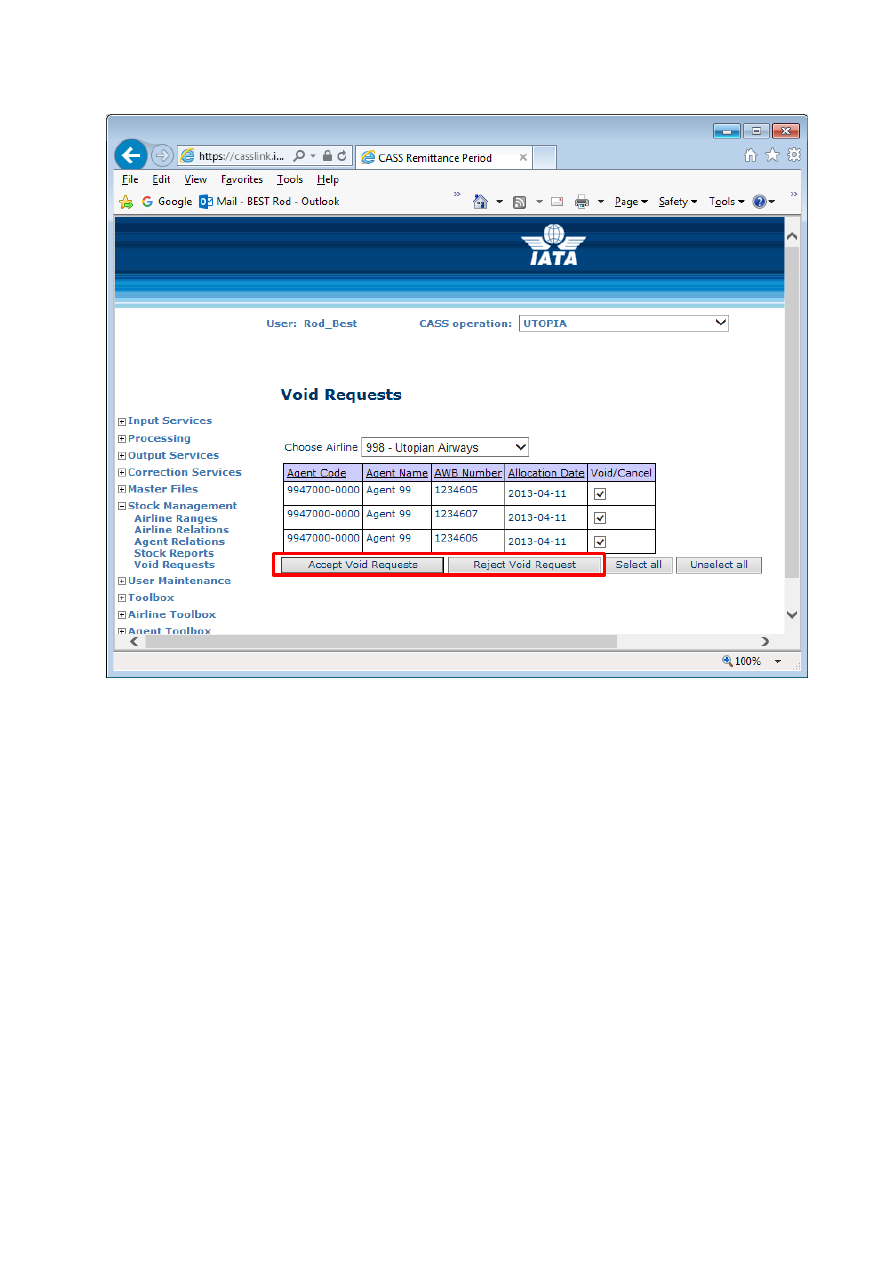 https://casslink.i...
CASS Remittance Period
File Edit View Favorites Tools Help
Google Mail - BEST Rod - Outlook
Page Safety Tools
IATA
User: Rod_Best CASS operation: UTOPIA
Void Requests
Input Services
Processing
Output Services
Correction Services
Master Files
Stock Management
Airline Ranges
Airline Relations
Agent Relations
Stock Reports
Void Requests
User Maintenance
Toolbox
Airline Toolbox
Agent Toolbox
Choose Airline 998 - Utopian Airways
Agent Code Agent Name AWB Number Allocation Date Void/Cancel
9947000-0000 Agent 99 1234605 2013-04-11
9947000-0000 Agent 99 1234607 2013-04-11
9947000-0000 Agent 99 1234606 2013-04-11
Accept Void Requests Reject Void Request Select all Unselect all
100%